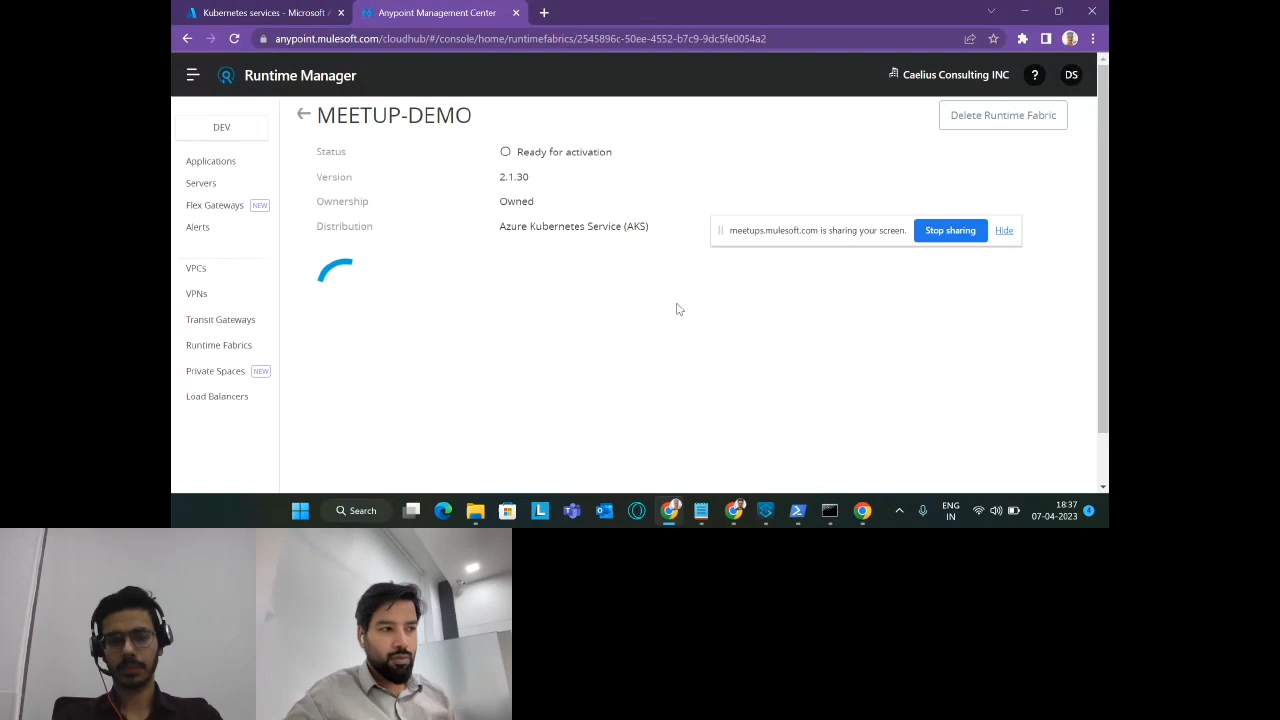 Kubernetes services - Microsoft A
Anypoint Management Center
anypoint.mulesoft.com/cloudhub/#/console/home/runtimefabrics/2545896c-50ee-4552-b7c9-9dc5fe0054a2
Runtime Manager
Caelius Consulting INC
?
DS
DEV
Applications
Servers
Flex Gateways NEW
Alerts
VPCs
VPNs
Transit Gateways
Runtime Fabrics
Private Spaces NEW
Load Balancers
MEETUP-DEMO
Delete Runtime Fabric
Status Ready for activation
Version 2.1.30
Ownership Owned
Distribution Azure Kubernetes Service (AKS)
meetups.mulesoft.com is sharing your screen. Stop sharing Hide
Search
ENG
IN
18:37
07-04-2023
4